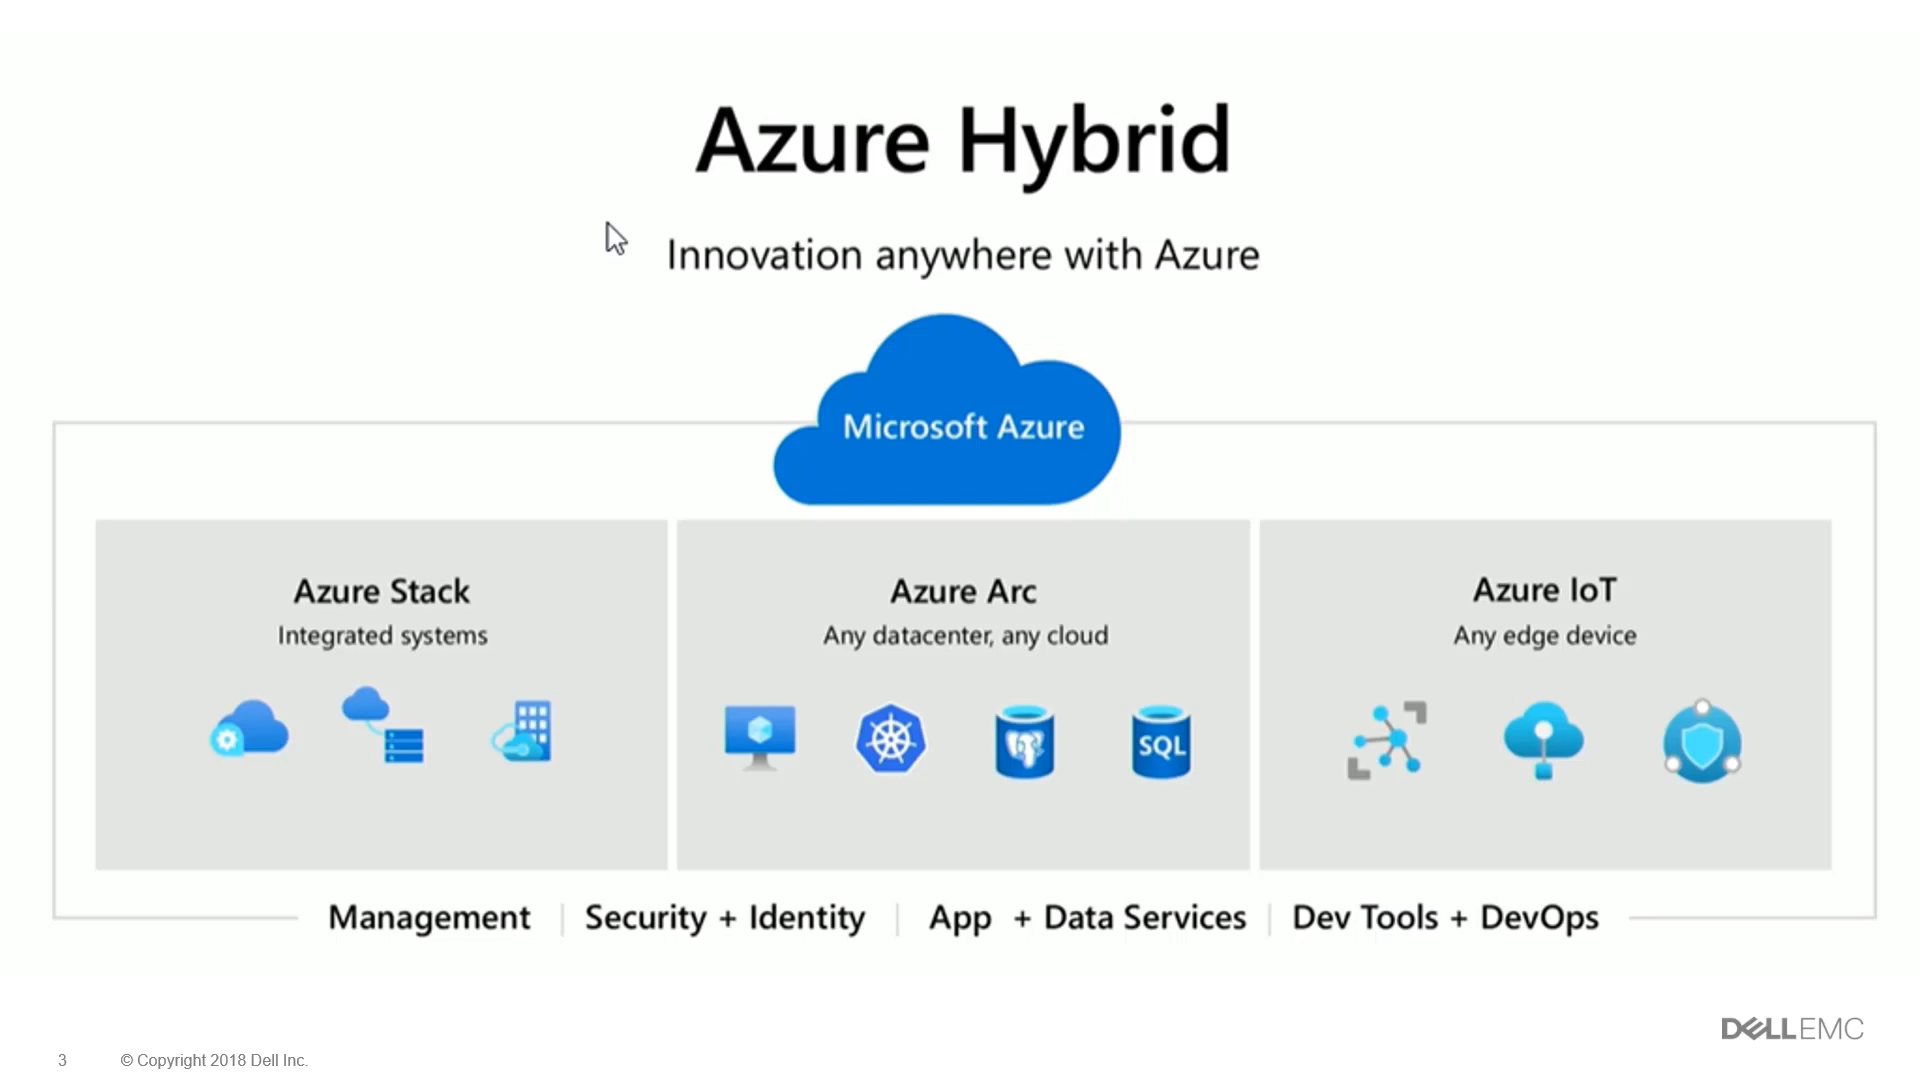 Azure Hybrid
Innovation anywhere with Azure
Microsoft Azure
Azure Stack
Integrated systems
Azure Arc
Any datacenter, any cloud
SQL
Azure IoT
Any edge device
Management | Security + Identity | App + Data Services | Dev Tools + DevOps
DELLEMC
3 © Copyright 2018 Dell Inc.